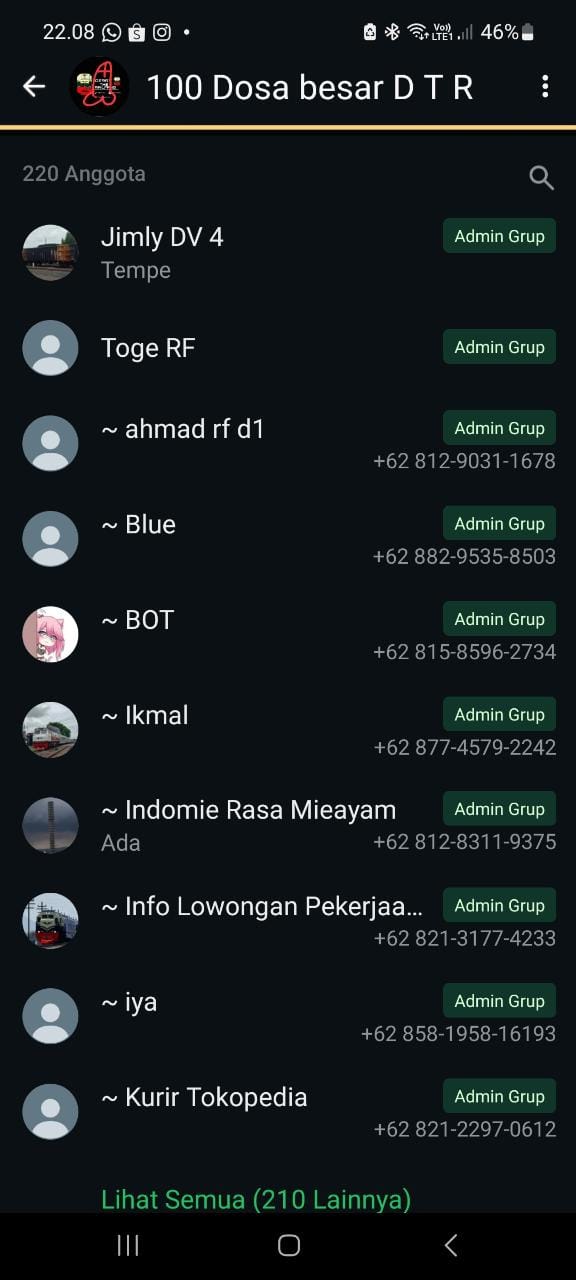 22.08
Vo))
LTE1
46%
100 Dosa besar D T R
220 Anggota
Jimly DV 4
Admin Grup
Tempe
Toge RF
Admin Grup
~ ahmad rf d1
Admin Grup
+62 812-9031-1678
~ Blue
Admin Grup
+62 882-9535-8503
~ BOT
Admin Grup
+62 815-8596-2734
~ Ikmal
Admin Grup
+62 877-4579-2242
~ Indomie Rasa Mieayam
Admin Grup
Ada
+62 812-8311-9375
~ Info Lowongan Pekerjaa...
Admin Grup
+62 821-3177-4233
~ iya
Admin Grup
+62 858-1958-16193
~ Kurir Tokopedia
Admin Grup
+62 821-2297-0612
Lihat Semua (210 Lainnya)